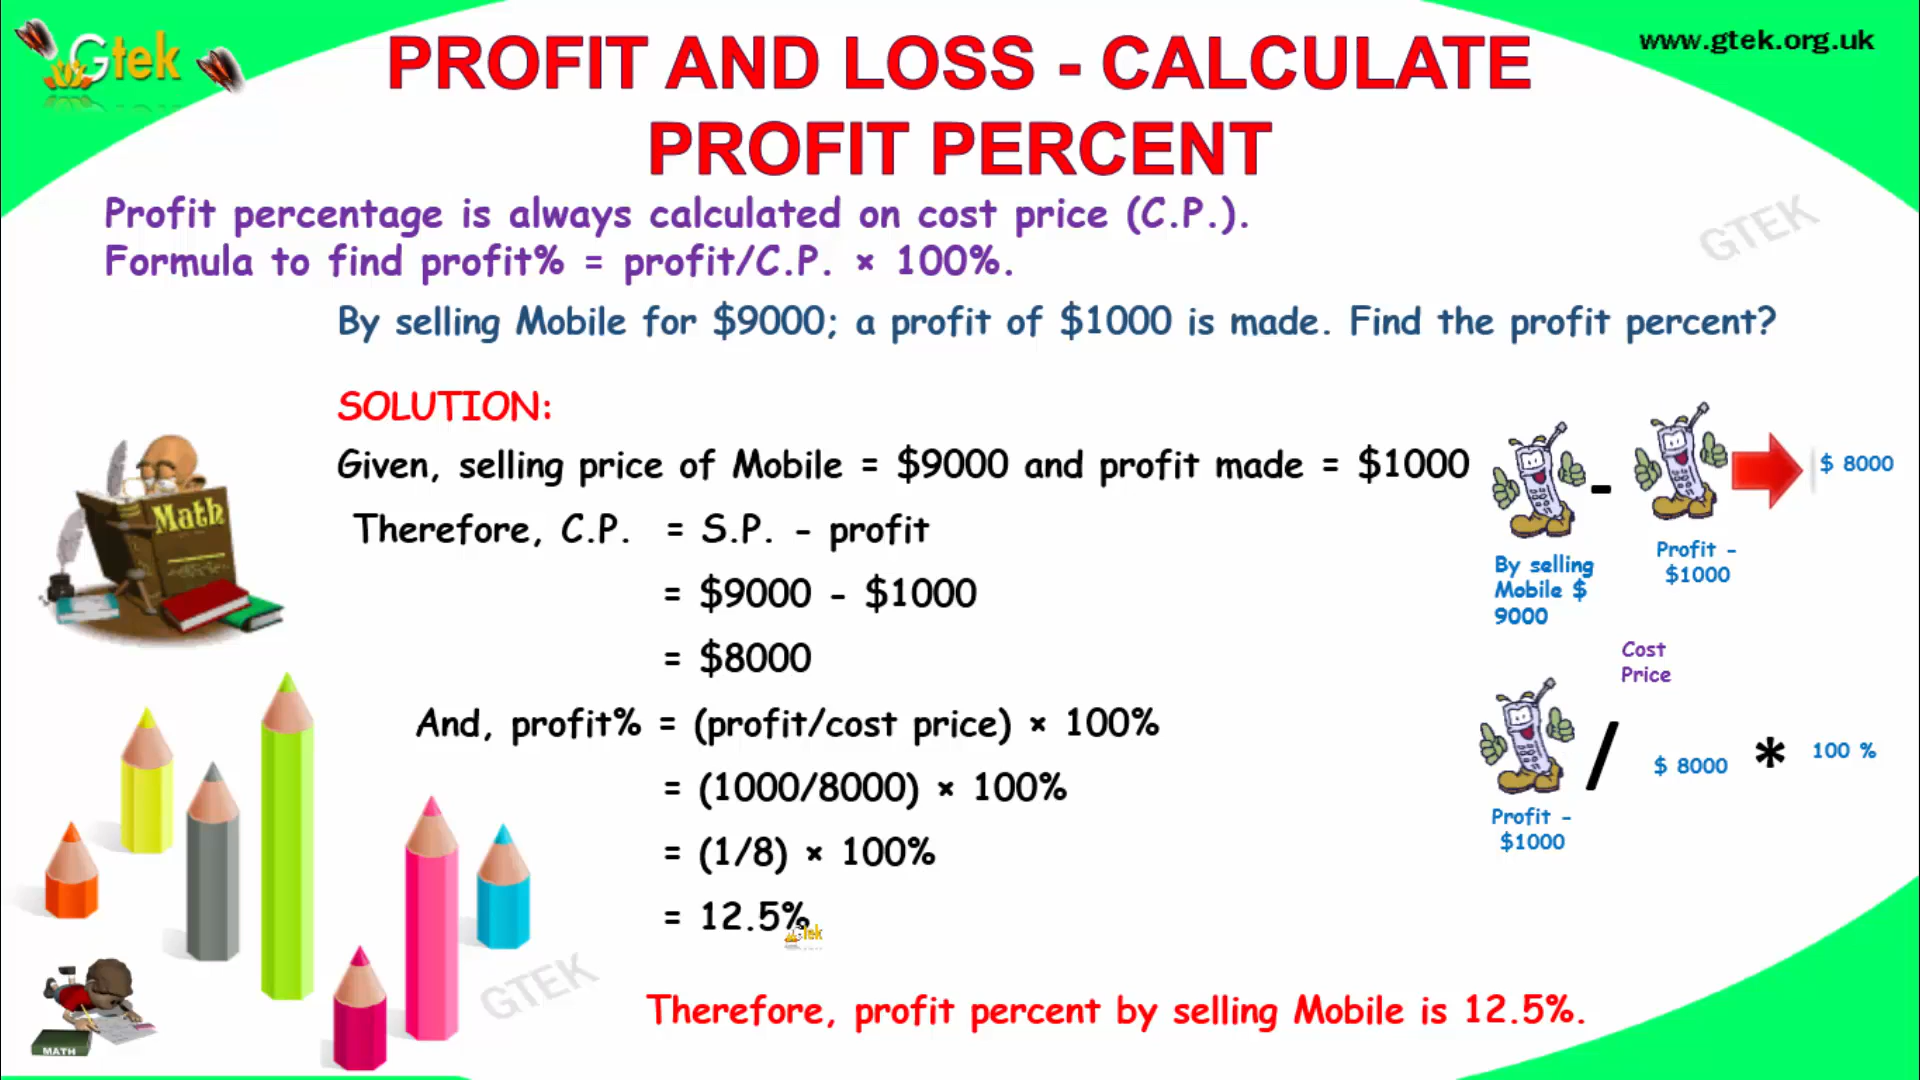 Gtek
www.gtek.org.uk
PROFIT AND LOSS - CALCULATE
PROFIT PERCENT
Profit percentage is always calculated on cost price (C.P.).
Formula to find profit% = profit/C.P. × 100%.
GTEK
By selling Mobile for $9000; a profit of $1000 is made. Find the profit percent?
SOLUTION:
Given, selling price of Mobile = $9000 and profit made = $1000
Therefore, C.P. = S.P. - profit
= $9000 - $1000
= $8000
And, profit% = (profit/cost price) × 100%
= (1000/8000) × 100%
= (1/8) × 100%
= 12.5%
Gtek
Therefore, profit percent by selling Mobile is 12.5%.
-
$ 8000
By selling
Mobile $
9000
Profit -
$1000
Cost
Price
/
$ 8000
*
100 %
Profit -
$1000
Math
GTEK
MATH